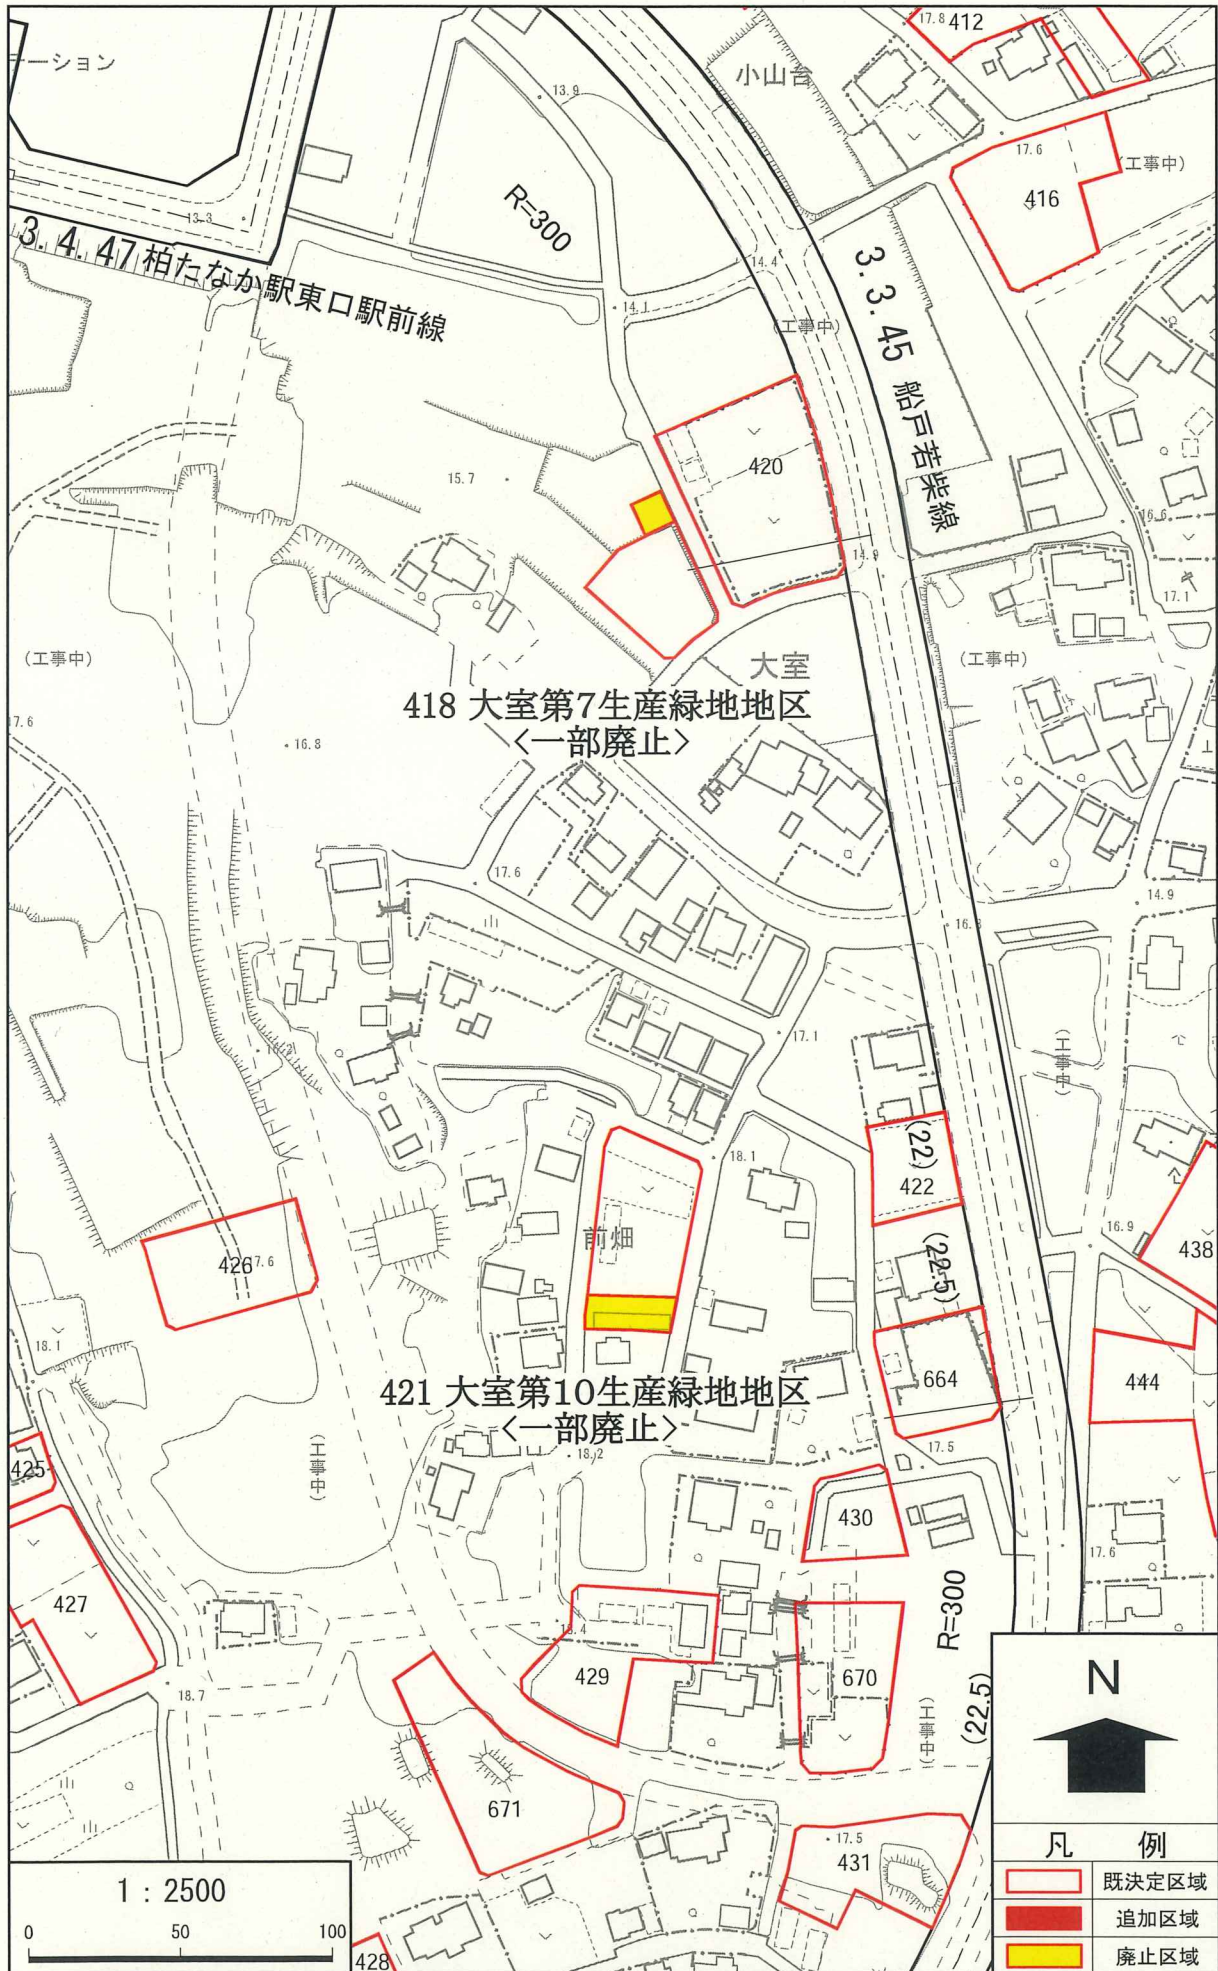 ーション
小山台
17.8
412
13.9
17.6
(工事中)
416
R=300
13.3
3.4.47 柏たなか駅東口駅前線
14.4
14.1
(工事中)
3.3.45 船戸若柴線
420
15.7
14.9
16.6
17.1
(工事中)
大室
(工事中)
418 大室第7生産緑地地区
<一部廃止>
17.6
16.8
17.6
14.9
17.1
(工事中)
18.1
(22)
422
16.9
438
前畑
426
17.6
(22.5)
18.1
664
444
421 大室第10生産緑地地区
<一部廃止>
18.2
17.5
(工事中)
425
430
17.6
427
R=300
429
670
18.7
(工事中)
(22.5)
671
17.5
431
428
N
凡 例
既決定区域
追加区域
廃止区域
1:2500
0 50 100